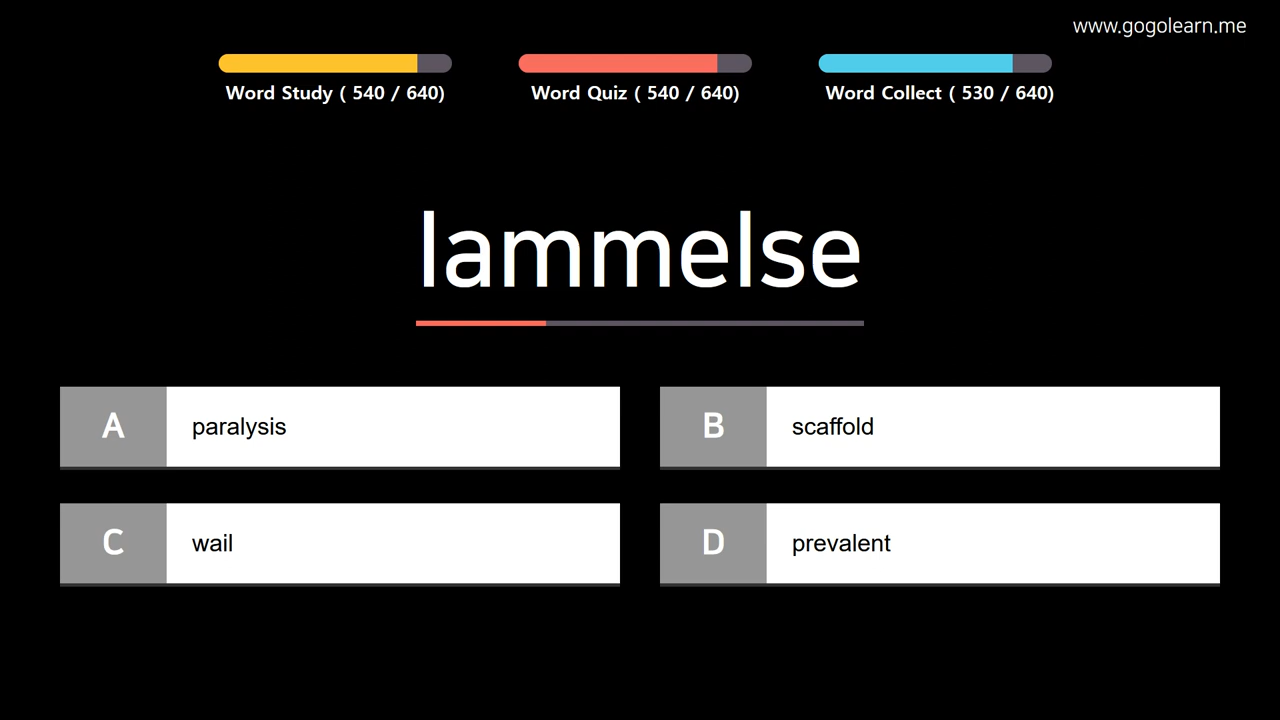 www.gogolearn.me
Word Study ( 540 / 640)
Word Quiz ( 540 / 640)
Word Collect ( 530 / 640)
lammelse
A paralysis
B scaffold
C wail
D prevalent